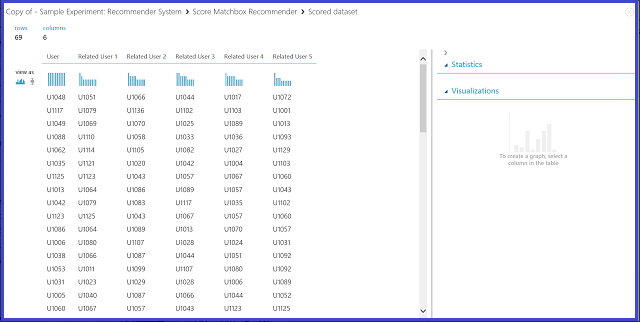 Copy of - Sample Experiment: Recommender System > Score Matchbox Recommender > Scored dataset
rows columns
69 6
User Related User 1 Related User 2 Related User 3 Related User 4 Related User 5
view as
U1048 U1051 U1066 U1044 U1017 U1072
U1117 U1079 U1136 U1102 U1103 U1001
U1049 U1069 U1070 U1025 U1089 U1013
U1088 U1110 U1058 U1033 U1036 U1093
U1062 U1114 U1105 U1082 U1027 U1129
U1035 U1121 U1020 U1042 U1004 U1103
U1125 U1123 U1043 U1057 U1067 U1060
U1013 U1064 U1086 U1089 U1057 U1043
U1042 U1079 U1083 U1117 U1035 U1102
U1123 U1125 U1043 U1067 U1057 U1060
U1086 U1064 U1089 U1013 U1070 U1057
U1006 U1080 U1107 U1028 U1024 U1031
U1038 U1066 U1087 U1044 U1051 U1092
U1053 U1011 U1099 U1107 U1080 U1092
U1031 U1023 U1029 U1028 U1006 U1089
U1005 U1040 U1087 U1066 U1044 U1052
U1060 U1067 U1057 U1043 U1123 U1125
Statistics
Visualizations
To create a graph, select a
column in the table